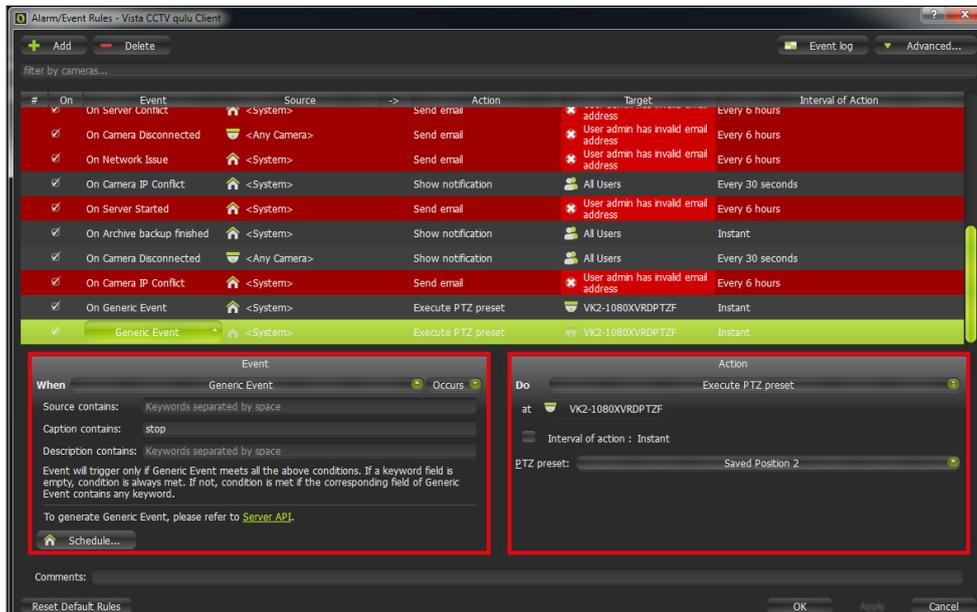 Alarm/Event Rules - Vista CCTV qulu Client
Add Delete Event log Advanced...
filter by cameras...
# On Event Source -> Action Target Interval of Action
On Server Conflict <System> Send email address Every 6 hours
On Camera Disconnected <Any Camera> Send email User admin has invalid email address Every 6 hours
On Network Issue <System> Send email User admin has invalid email address Every 6 hours
On Camera IP Conflict <System> Show notification All Users Every 30 seconds
On Server Started <System> Send email User admin has invalid email address Every 6 hours
On Archive backup finished <System> Show notification All Users Instant
On Camera Disconnected <Any Camera> Show notification All Users Every 30 seconds
On Camera IP Conflict <System> Send email User admin has invalid email address Every 6 hours
On Generic Event <System> Execute PTZ preset VK2-1080XVRDPTZF Instant
Generic Event <System> Execute PTZ preset VK2-1080XVRDPTZF Instant
Event
When Generic Event Occurs
Source contains: Keywords separated by space
Caption contains: stop
Description contains: Keywords separated by space
Event will trigger only if Generic Event meets all the above conditions. If a keyword field is
empty, condition is always met. If not, condition is met if the corresponding field of Generic
Event contains any keyword.
To generate Generic Event, please refer to Server API.
Schedule...
Action
Do Execute PTZ preset
at VK2-1080XVRDPTZF
Interval of action : Instant
PTZ preset: Saved Position 2
Comments:
Reset Default Rules OK Apply Cancel